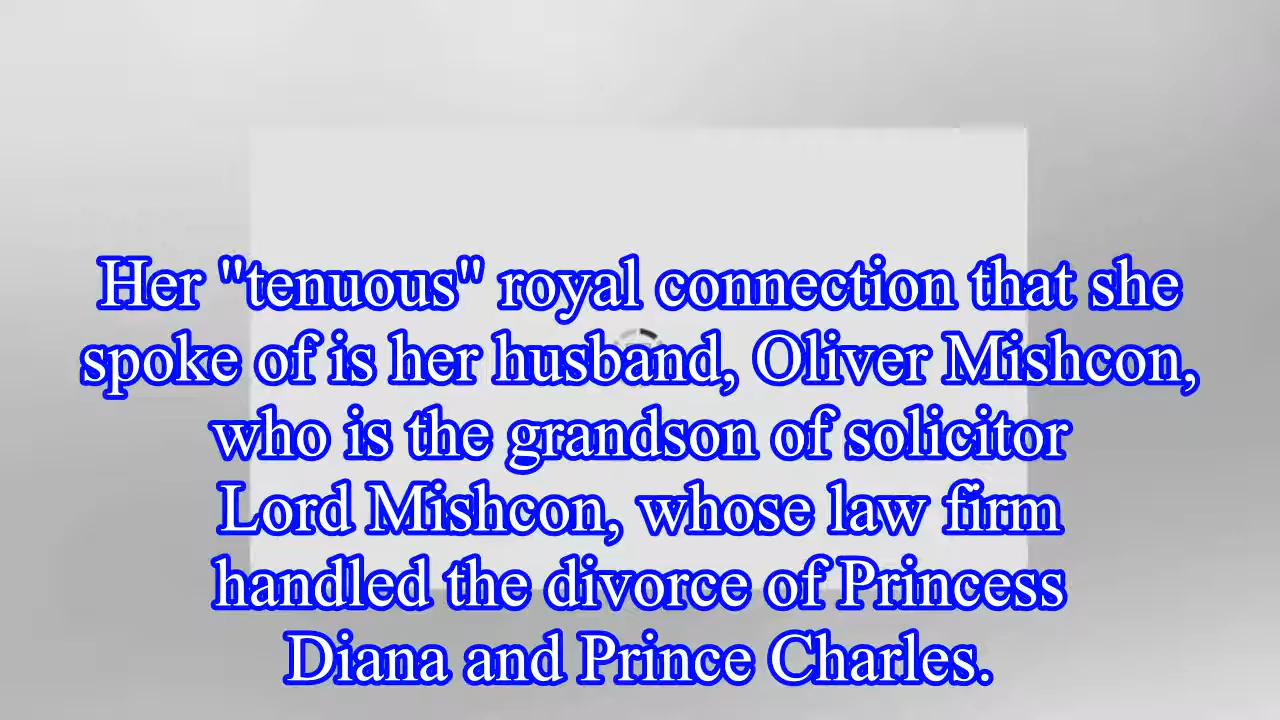 Her "tenuous" royal connection that she
spoke of is her husband, Oliver Mishcon,
who is the grandson of solicitor
Lord Mishcon, whose law firm
handled the divorce of Princess
Diana and Prince Charles.